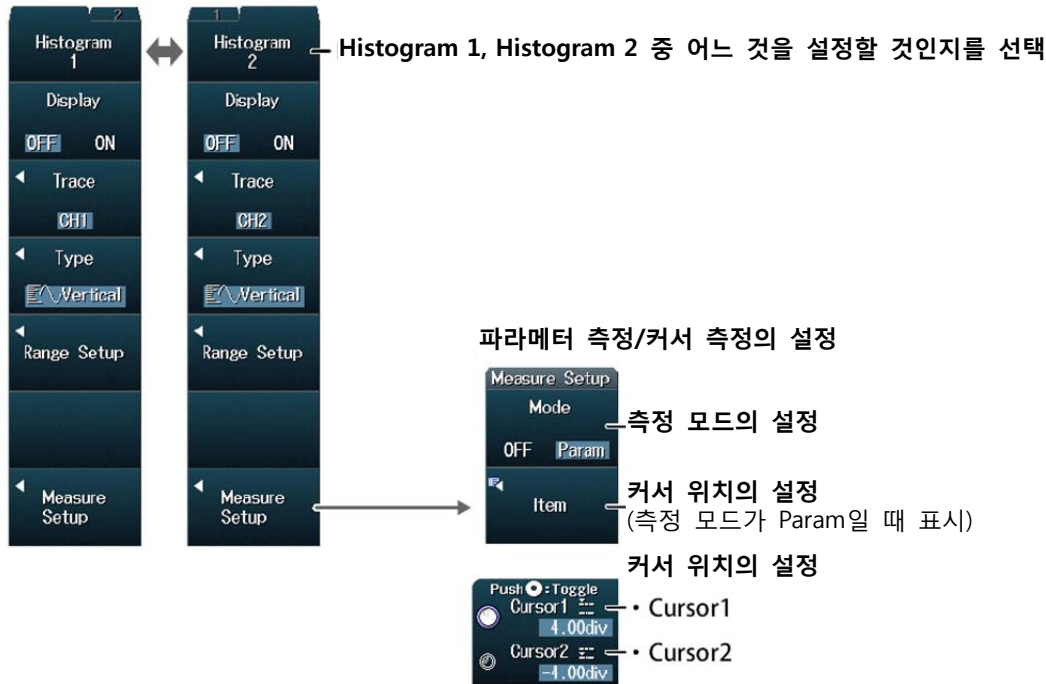 2
Histogram
1
Display
OFF ON
Trace
CH1
Type
Vertical
Range Setup
Measure
Setup
1
Histogram
2
Display
OFF ON
Trace
CH2
Type
Vertical
Range Setup
Measure
Setup
Histogram 1, Histogram 2 중 어느 것을 설정할 것인지를 선택
파라메터 측정/커서 측정의 설정
Measure Setup
Mode
OFF Param
Item
측정 모드의 설정
커서 위치의 설정
(측정 모드가 Param일 때 표시)
커서 위치의 설정
Push :Toggle
Cursor1
4.00div
Cursor2
-4.00div
• Cursor1
• Cursor2